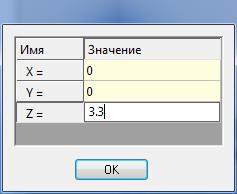 Имя Значение
X = 0
Y = 0
Z = 3.3
OK